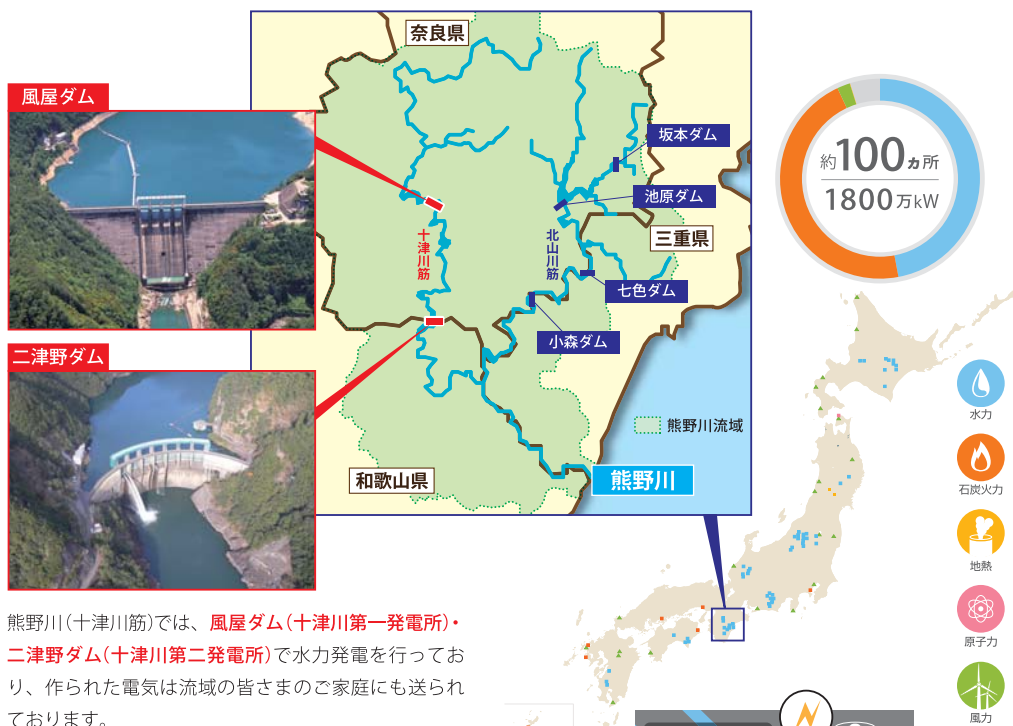 奈良県
風屋ダム
坂本ダム
約100ヵ所
1800万kW
池原ダム
十津川筋
北山川筋
三重県
七色ダム
小森ダム
二津野ダム
熊野川流域
和歌山県
熊野川
水力
石炭火力
地熱
原子力
風力
熊野川(十津川筋)では、風屋ダム(十津川第一発電所)・
二津野ダム(十津川第二発電所)で水力発電を行ってお
り、作られた電気は流域の皆さまのご家庭にも送られ
ております。